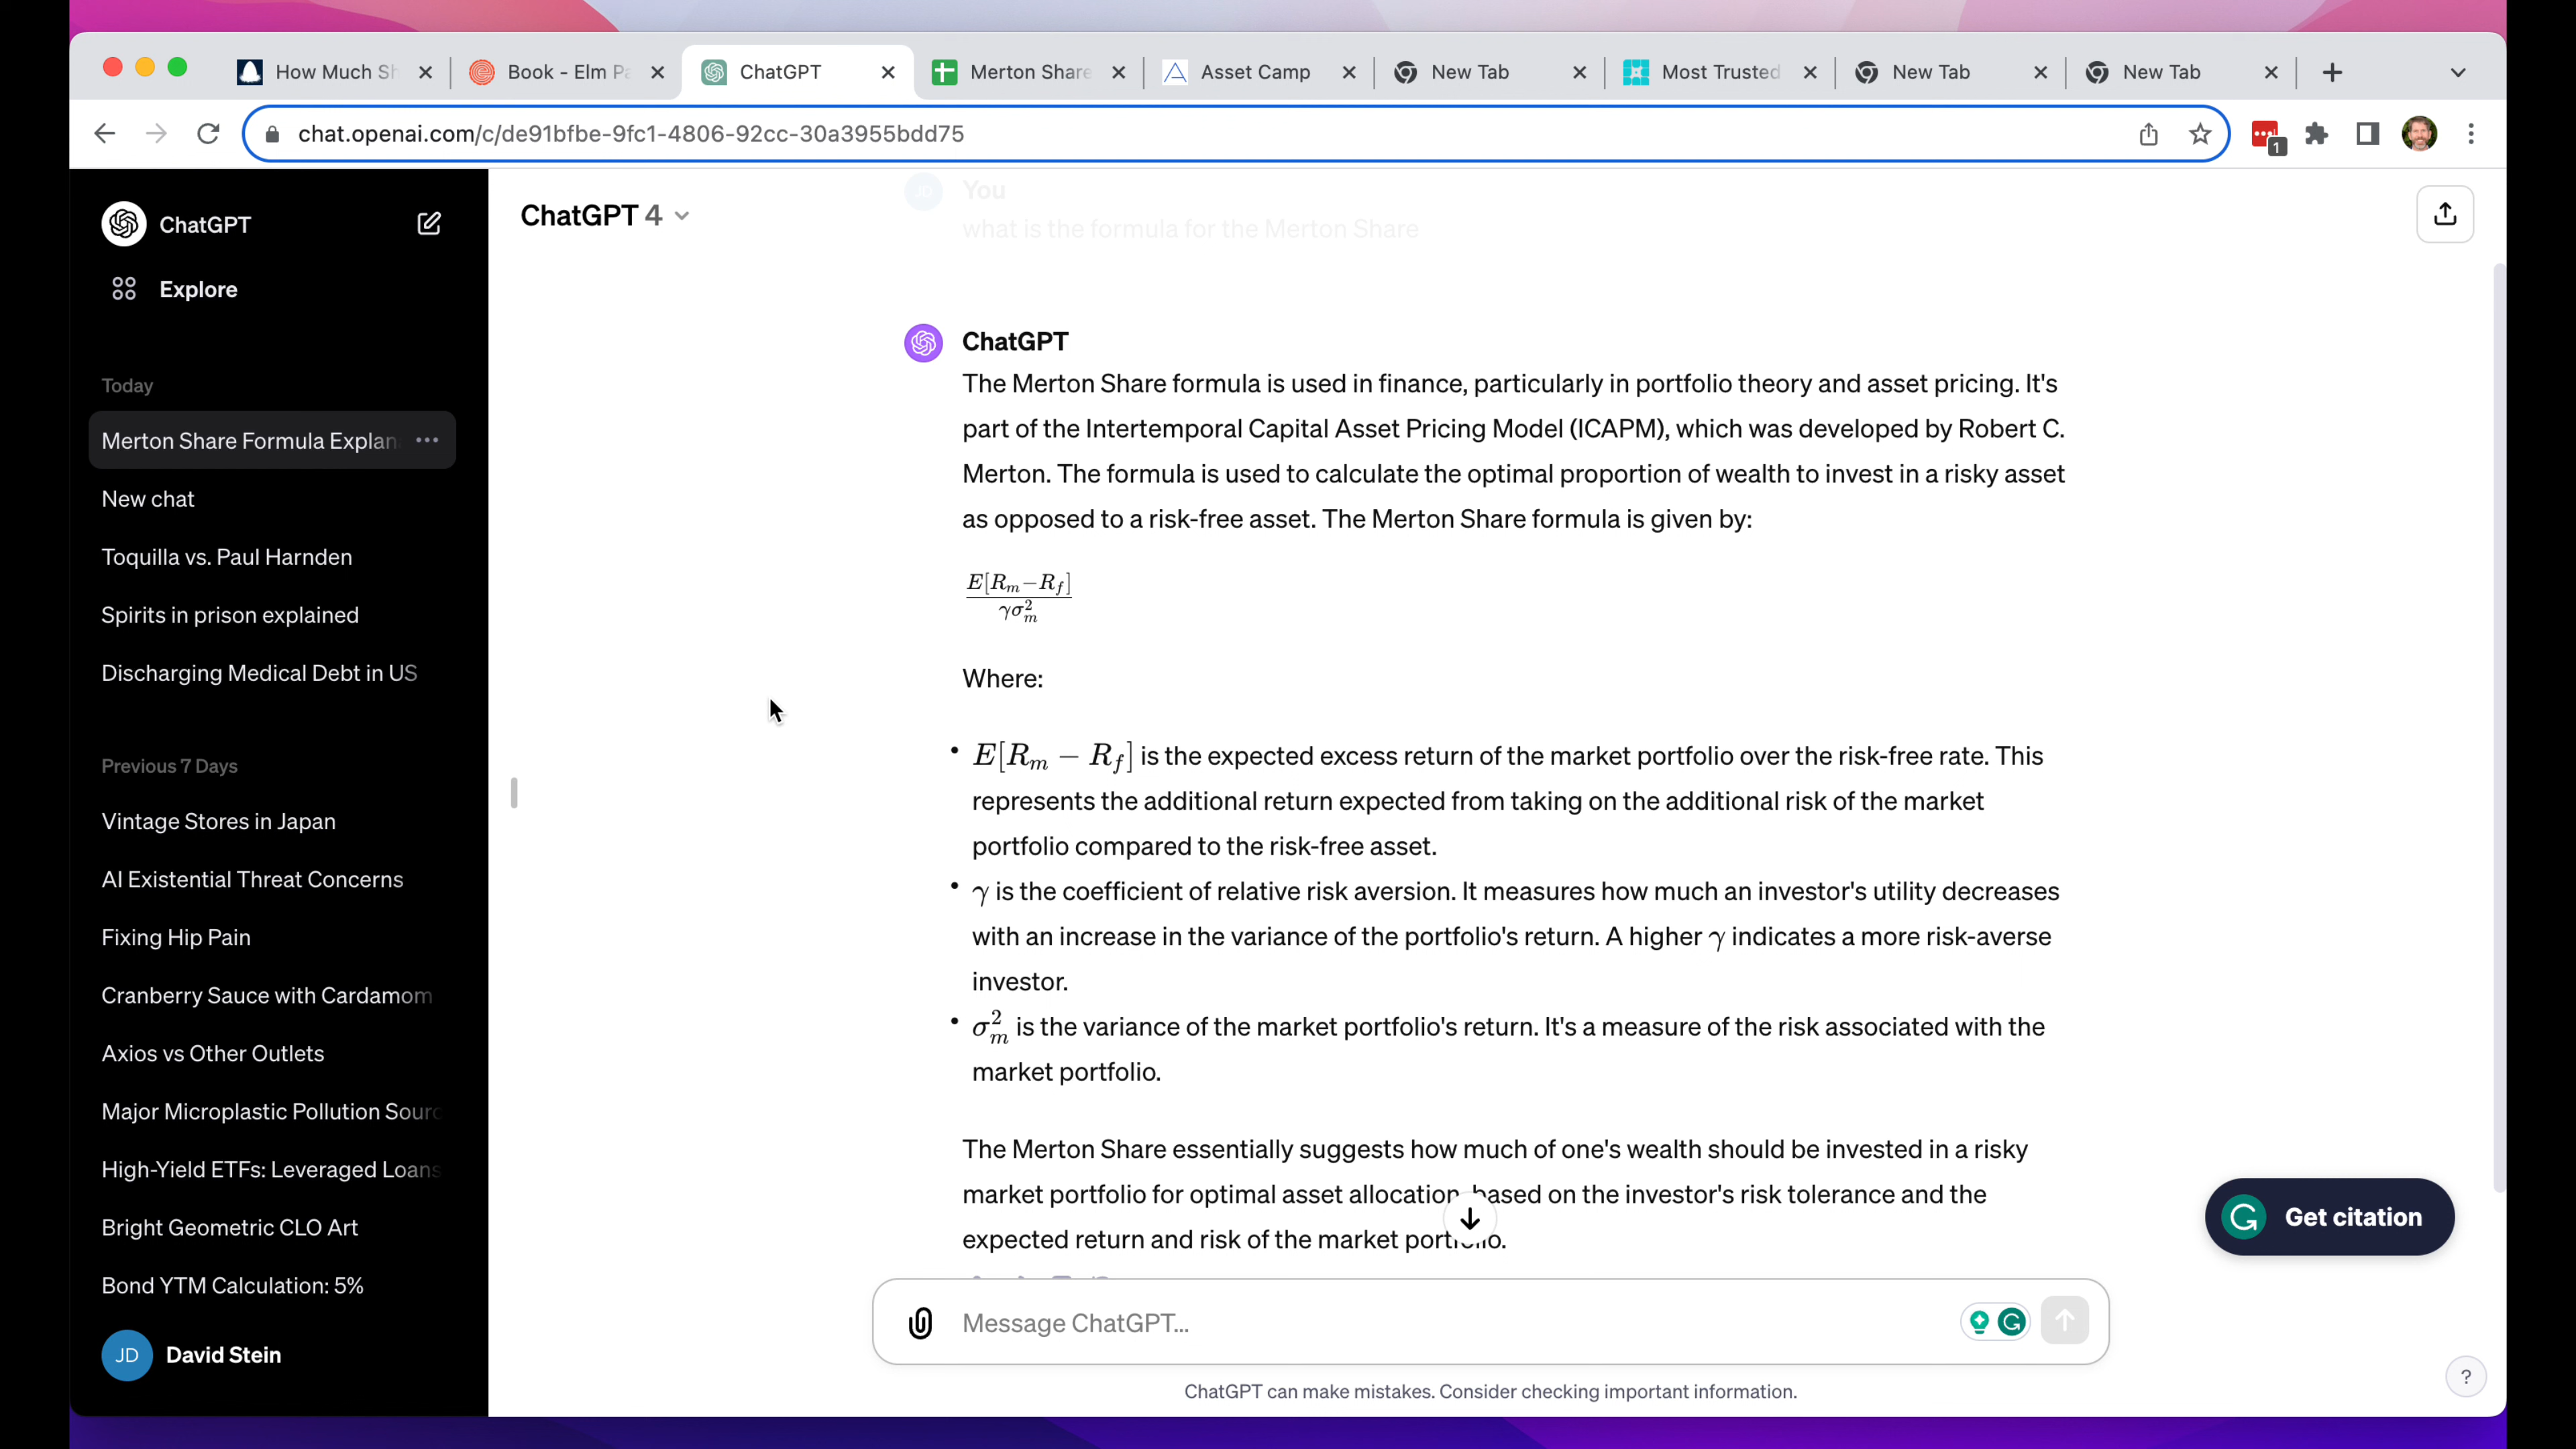 How Much Sh
Book - Elm Pa
ChatGPT
Merton Share
Asset Camp
New Tab
Most Trusted
New Tab
New Tab
chat.openai.com/c/de91bfbe-9fc1-4806-92cc-30a3955bdd75
1
ChatGPT
Explore
Today
Merton Share Formula Explan
New chat
Toquilla vs. Paul Harnden
Spirits in prison explained
Discharging Medical Debt in US
Previous 7 Days
Vintage Stores in Japan
AI Existential Threat Concerns
Fixing Hip Pain
Cranberry Sauce with Cardamom
Axios vs Other Outlets
Major Microplastic Pollution Sourc
High-Yield ETFs: Leveraged Loans
Bright Geometric CLO Art
Bond YTM Calculation: 5%
JD David Stein
ChatGPT 4
You
what is the formula for the Merton Share
ChatGPT
The Merton Share formula is used in finance, particularly in portfolio theory and asset pricing. It's
part of the Intertemporal Capital Asset Pricing Model (ICAPM), which was developed by Robert C.
Merton. The formula is used to calculate the optimal proportion of wealth to invest in a risky asset
as opposed to a risk-free asset. The Merton Share formula is given by:
E[Rₘ−R_f]
γσ²ₘ
Where:
• E[Rₘ − R_f] is the expected excess return of the market portfolio over the risk-free rate. This
represents the additional return expected from taking on the additional risk of the market
portfolio compared to the risk-free asset.
• γ is the coefficient of relative risk aversion. It measures how much an investor's utility decreases
with an increase in the variance of the portfolio's return. A higher γ indicates a more risk-averse
investor.
• σ²ₘ is the variance of the market portfolio's return. It's a measure of the risk associated with the
market portfolio.
The Merton Share essentially suggests how much of one's wealth should be invested in a risky
market portfolio for optimal asset allocation, based on the investor's risk tolerance and the
expected return and risk of the market portfolio.
Get citation
Message ChatGPT...
ChatGPT can make mistakes. Consider checking important information.
?